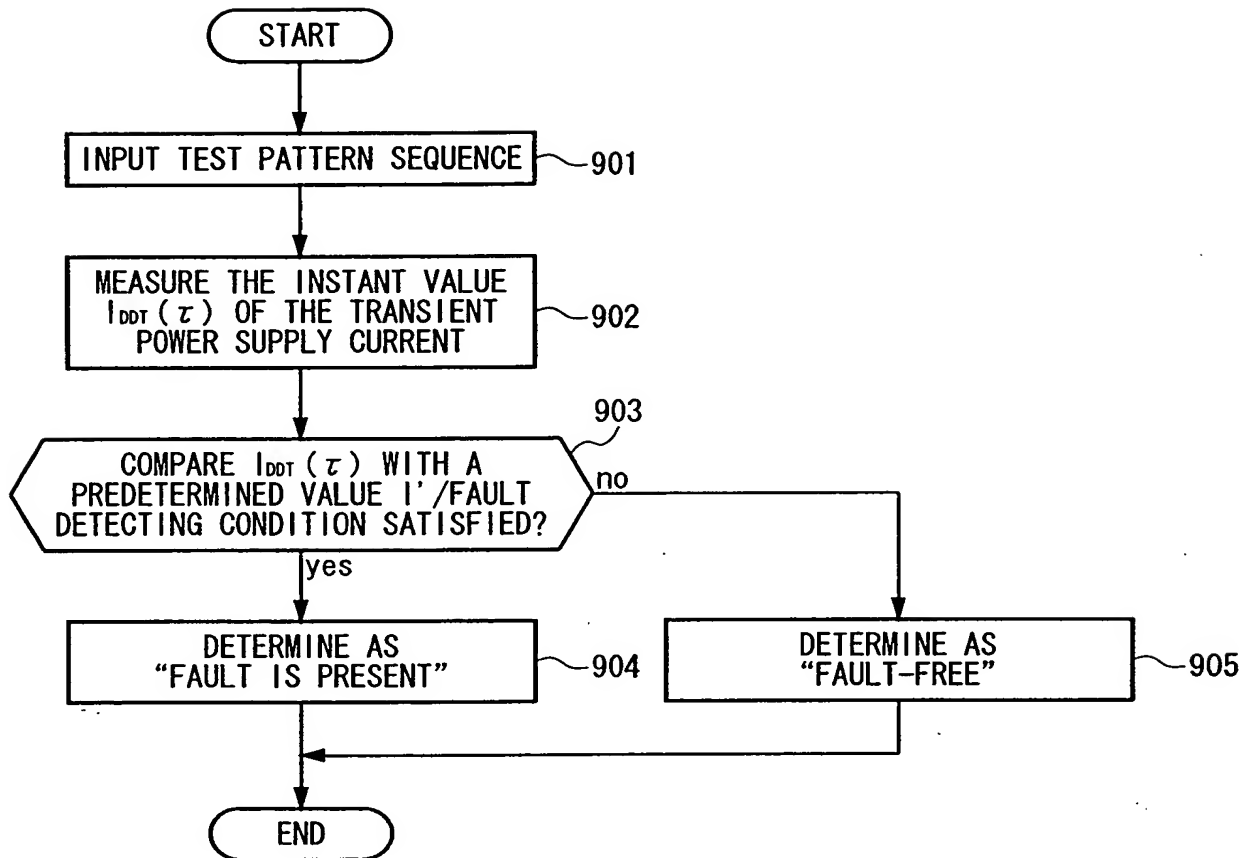 START
INPUT TEST PATTERN SEQUENCE
901
MEASURE THE INSTANT VALUE
IDDT(τ) OF THE TRANSIENT
POWER SUPPLY CURRENT
902
903
COMPARE IDDT(τ) WITH A
PREDETERMINED VALUE I'/FAULT
DETECTING CONDITION SATISFIED?
no
yes
DETERMINE AS
“FAULT IS PRESENT”
904
DETERMINE AS
“FAULT-FREE”
905
END